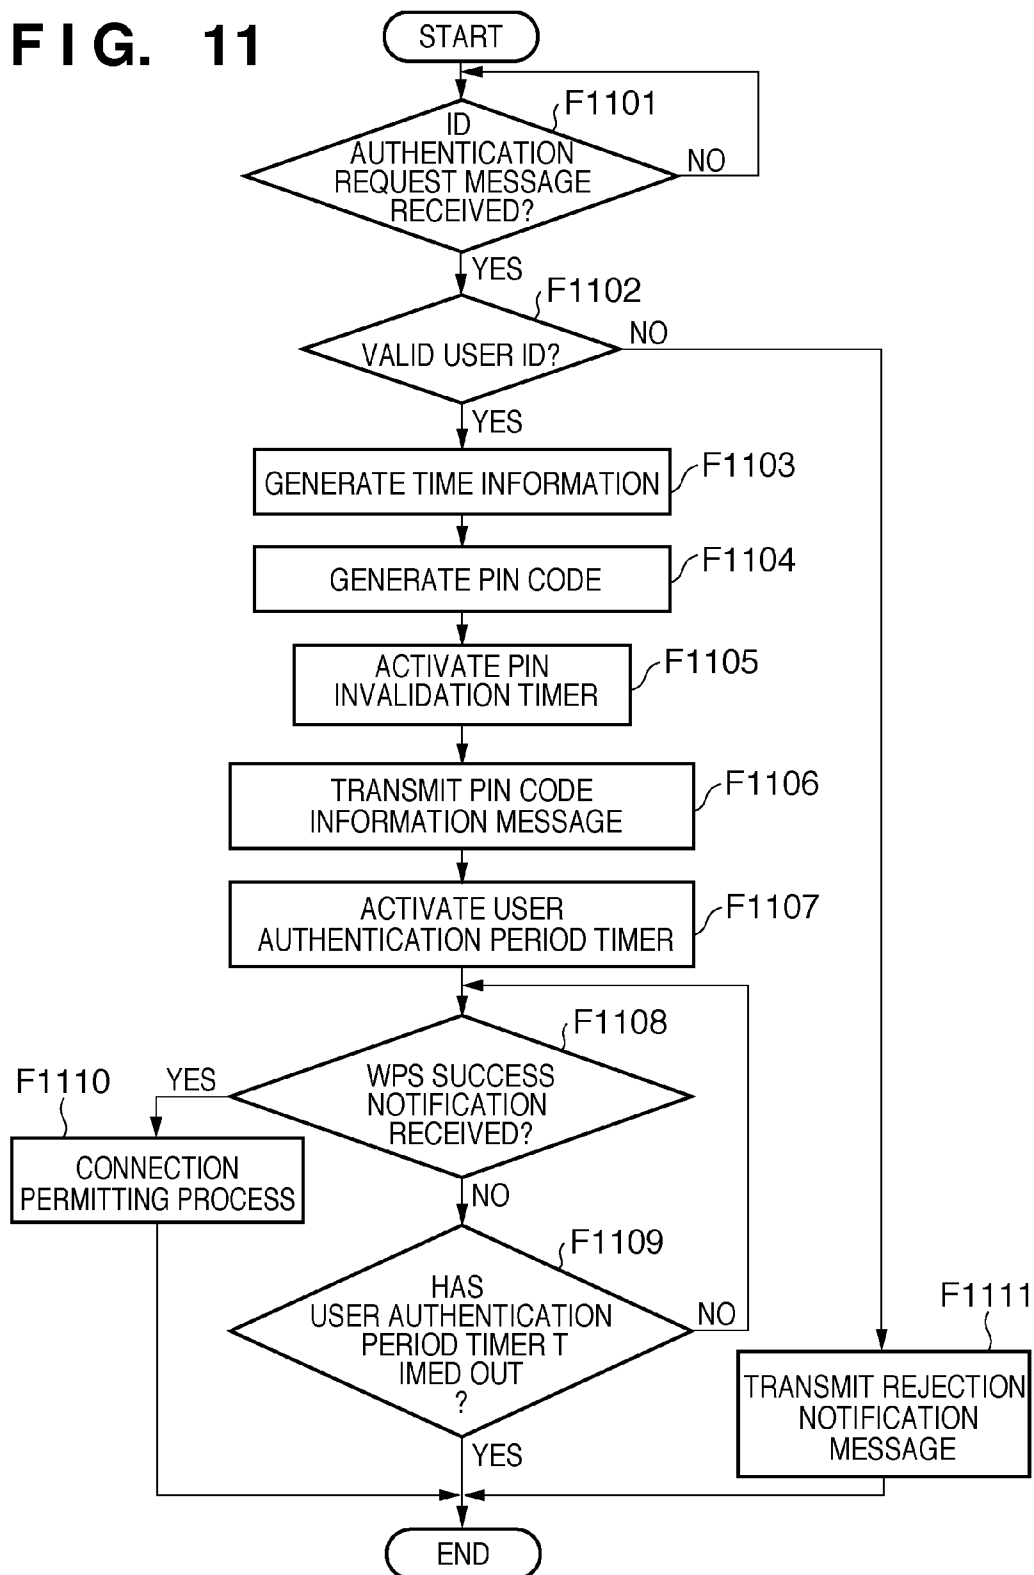 FIG. 11
START
F1101
ID
AUTHENTICATION
REQUEST MESSAGE
RECEIVED?
NO
YES
F1102
VALID USER ID?
NO
YES
F1103
GENERATE TIME INFORMATION
F1104
GENERATE PIN CODE
F1105
ACTIVATE PIN
INVALIDATION TIMER
F1106
TRANSMIT PIN CODE
INFORMATION MESSAGE
F1107
ACTIVATE USER
AUTHENTICATION PERIOD TIMER
F1108
WPS SUCCESS
NOTIFICATION
RECEIVED?
YES
F1110
CONNECTION
PERMITTING PROCESS
NO
F1109
HAS
USER AUTHENTICATION
PERIOD TIMER T
IMED OUT
?
NO
YES
F1111
TRANSMIT REJECTION
NOTIFICATION
MESSAGE
END